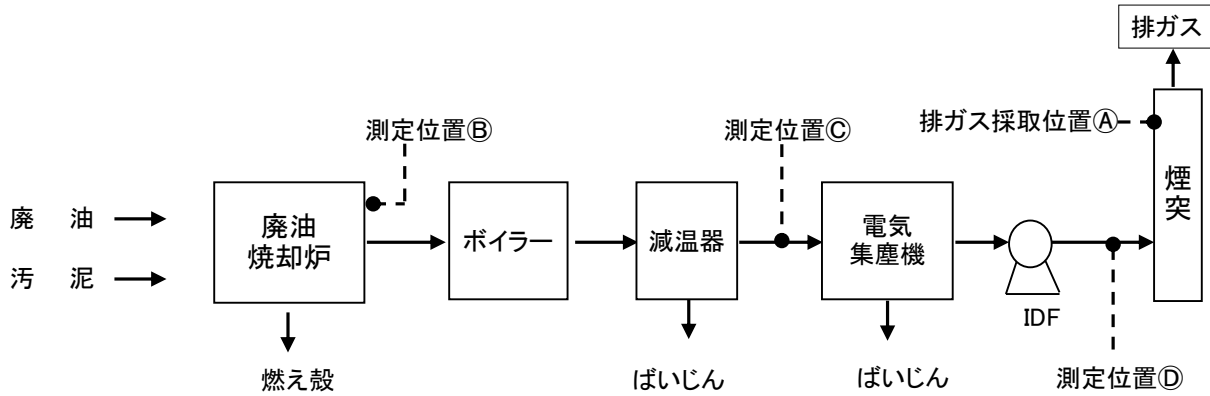 排ガス
測定位置Ⓑ
測定位置Ⓒ
排ガス採取位置Ⓐ
廃 油
汚 泥
廃油
焼却炉
ボイラー
減温器
電気
集塵機
煙突
IDF
燃え殻
ばいじん
ばいじん
測定位置Ⓓ